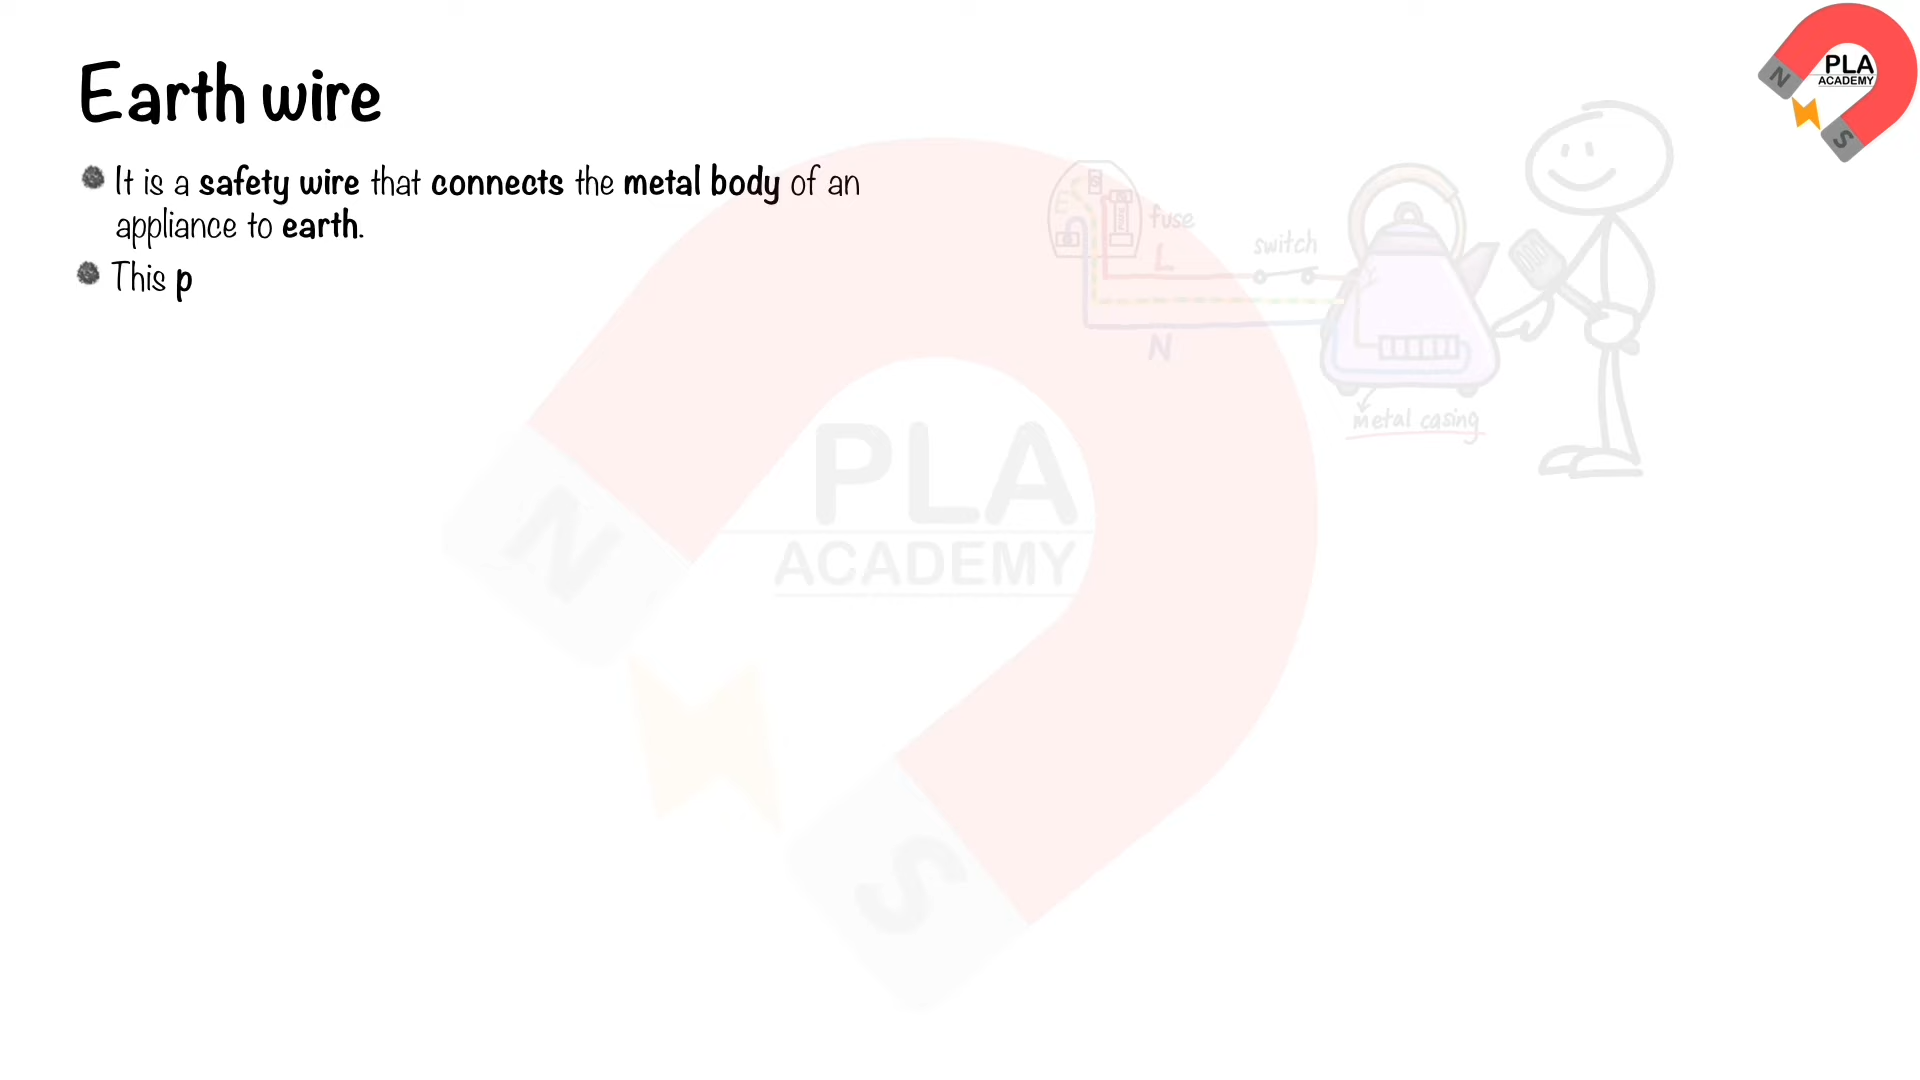 Earth wire
It is a safety wire that connects the metal body of an
appliance to earth.
This p
E
fuse
L
switch
N
metal casing
PLA
ACADEMY
N
S
PLA
ACADEMY
N
S